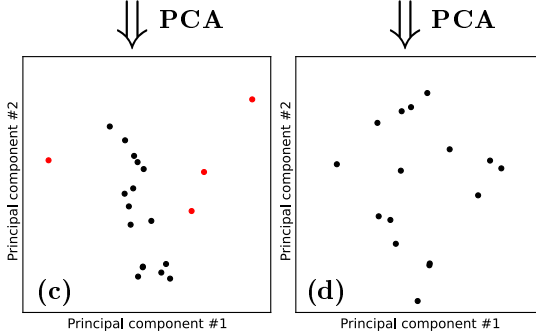 PCA
PCA
Principal component #2
(c)
Principal component #1
Principal component #2
(d)
Principal component #1